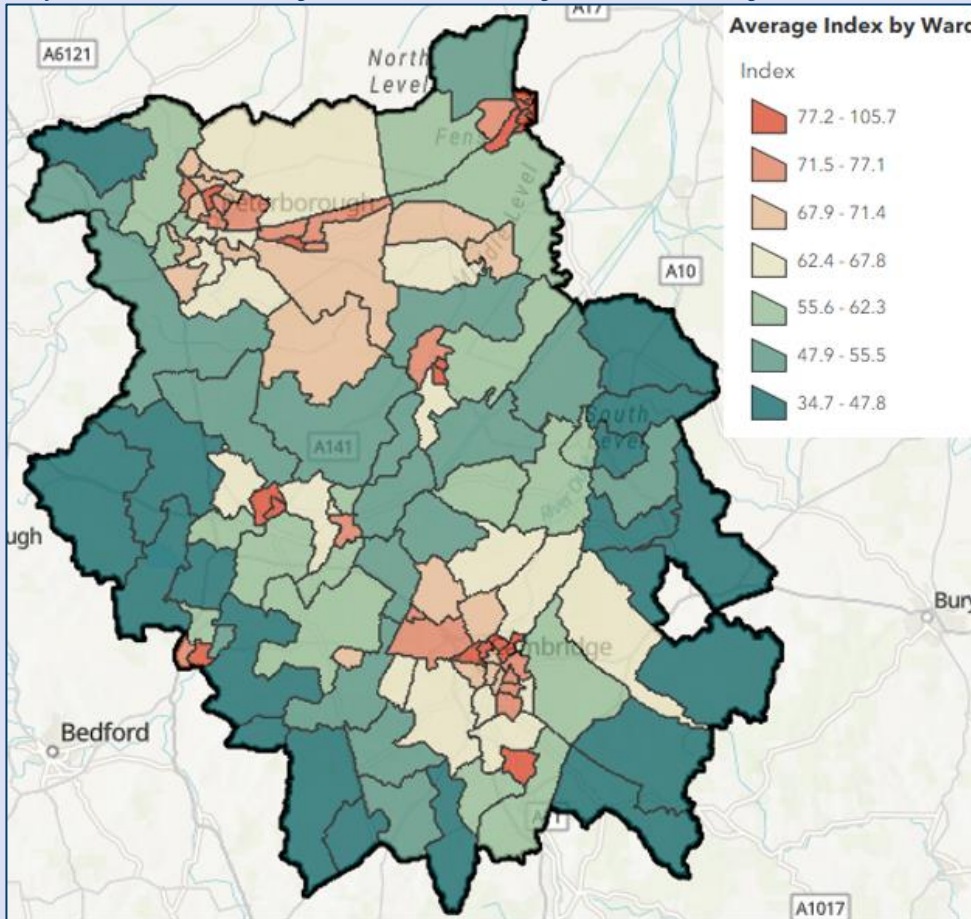 A17
Average Index by Ward
A6121
North
Level
Index
77.2 - 105.7
71.5 - 77.1
67.9 - 71.4
62.4 - 67.8
55.6 - 62.3
47.9 - 55.5
34.7 - 47.8
Fen
Level
Peterborough
A10
A141
South
Level
River
ugh
Bury
mbridge
Bedford
A1017